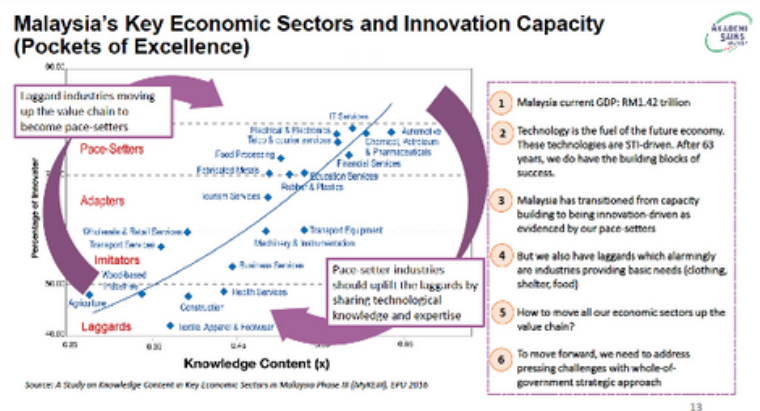 Malaysia's Key Economic Sectors and Innovation Capacity
(Pockets of Excellence)
AKADEMI
SAINS
90.00
Laggard industries moving
up the value chain to
become pace-setters
Percentage of Innovator
Pace-Setters
Adapters
Imitators
Laggards
IT Services
Electrical & Electronics
Automotive
Telco & courier services
Chemical, Petroleum
& Pharmaceuticals
Food Processing
Financial Services
Fabricated Metals
Education Services
Rubber & Plastics
Tourism Services
Wholesale & Retail Services
Transport Equipment
Transport Services
Machinery & Instrumentation
Wood-based
Industries
Business Services
Agriculture
Health Services
Construction
Textile, Apparel & Footwear
50.00
40.00
Pace-setter industries
should uplift the laggards by
sharing technological
knowledge and expertise
Knowledge Content (x)
Source: A Study on Knowledge Content in Key Economic Sectors in Malaysia Phase III (MyKEIII), EPU 2016
1 Malaysia current GDP: RM1.42 trillion
2 Technology is the fuel of the future economy.
These technologies are STI-driven. After 63
years, we do have the building blocks of
success.
3 Malaysia has transitioned from capacity
building to being innovation-driven as
evidenced by our pace-setters
4 But we also have laggards which alarmingly
are industries providing basic needs (clothing,
shelter, food)
5 How to move all our economic sectors up the
value chain?
6 To move forward, we need to address
pressing challenges with whole-of-
government strategic approach
13